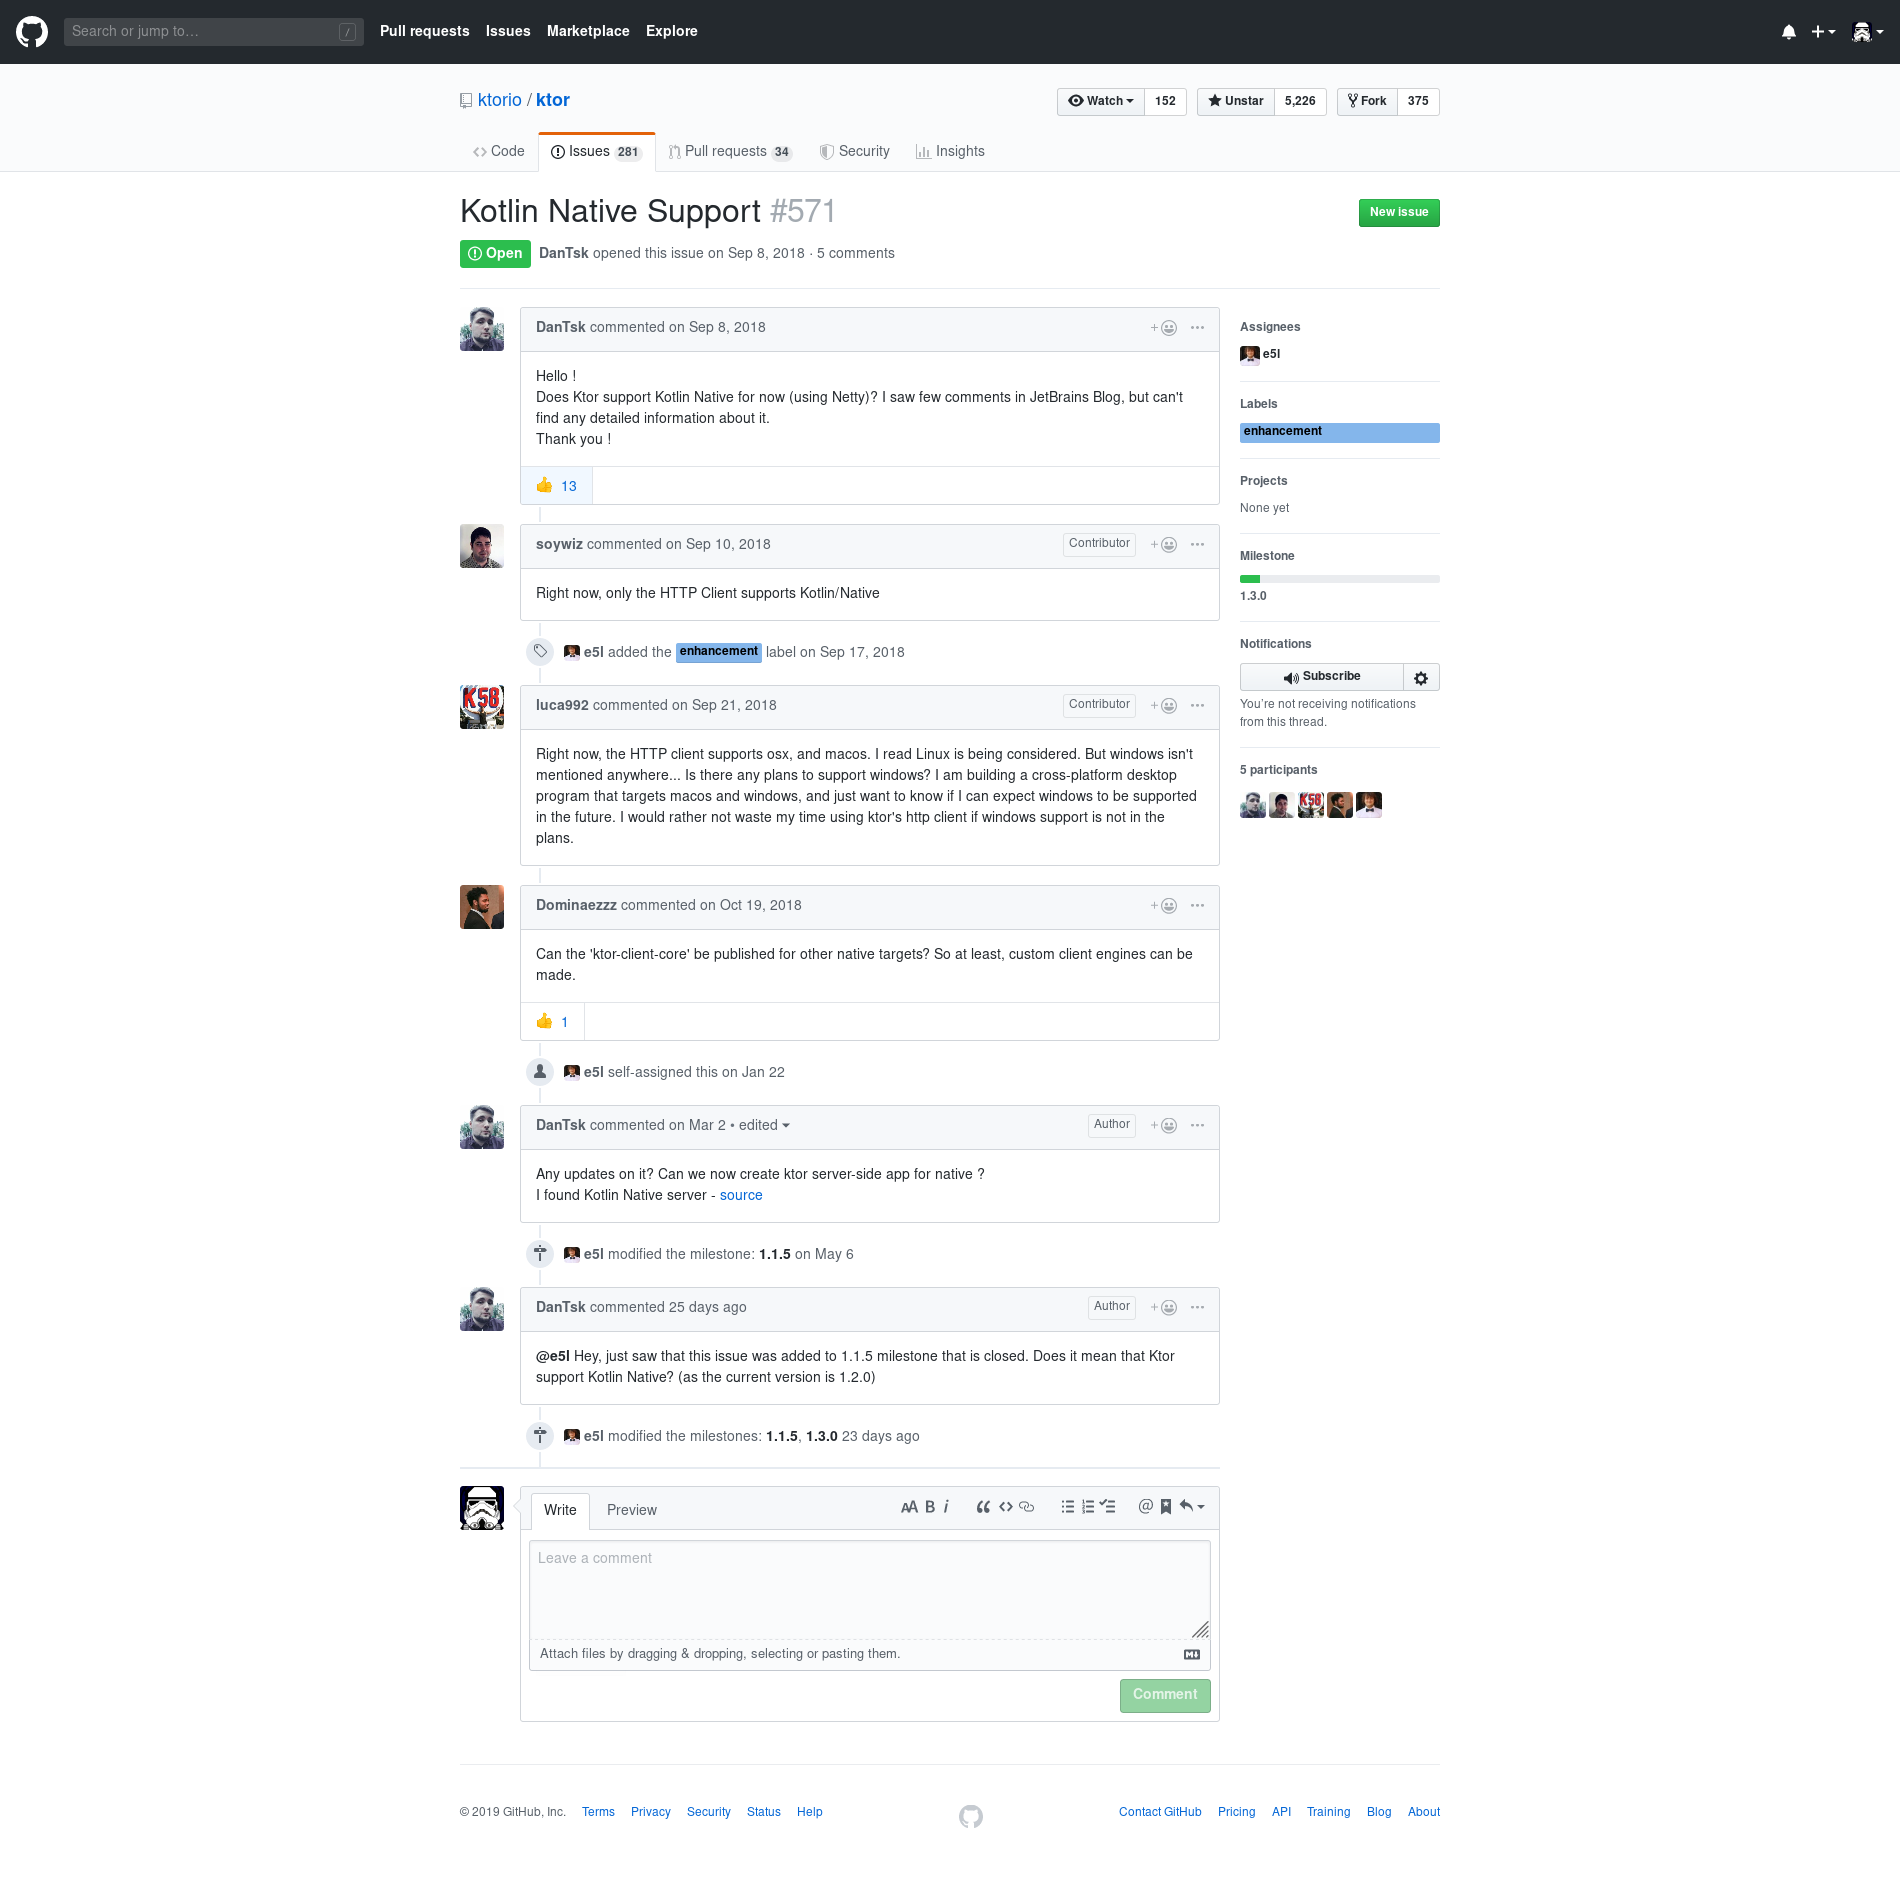 Search or jump to… /
Pull requests Issues Marketplace Explore
ktorio / ktor
Watch 152 Unstar 5,226 Fork 375
Code Issues 281 Pull requests 34 Security Insights
Kotlin Native Support #571
New issue
Open DanTsk opened this issue on Sep 8, 2018 · 5 comments
DanTsk commented on Sep 8, 2018
Hello !
Does Ktor support Kotlin Native for now (using Netty)? I saw few comments in JetBrains Blog, but can't
find any detailed information about it.
Thank you !
👍 13
soywiz commented on Sep 10, 2018 Contributor
Right now, only the HTTP Client supports Kotlin/Native
e5l added the enhancement label on Sep 17, 2018
luca992 commented on Sep 21, 2018 Contributor
Right now, the HTTP client supports osx, and macos. I read Linux is being considered. But windows isn't
mentioned anywhere... Is there any plans to support windows? I am building a cross-platform desktop
program that targets macos and windows, and just want to know if I can expect windows to be supported
in the future. I would rather not waste my time using ktor's http client if windows support is not in the
plans.
Dominaezzz commented on Oct 19, 2018
Can the 'ktor-client-core' be published for other native targets? So at least, custom client engines can be
made.
👍 1
e5l self-assigned this on Jan 22
DanTsk commented on Mar 2 • edited Author
Any updates on it? Can we now create ktor server-side app for native ?
I found Kotlin Native server - source
e5l modified the milestone: 1.1.5 on May 6
DanTsk commented 25 days ago Author
@e5l Hey, just saw that this issue was added to 1.1.5 milestone that is closed. Does it mean that Ktor
support Kotlin Native? (as the current version is 1.2.0)
e5l modified the milestones: 1.1.5, 1.3.0 23 days ago
Write Preview
Leave a comment
Attach files by dragging & dropping, selecting or pasting them.
Comment
Assignees
e5l
Labels
enhancement
Projects
None yet
Milestone
1.3.0
Notifications
Subscribe
You're not receiving notifications
from this thread.
5 participants
K58
© 2019 GitHub, Inc. Terms Privacy Security Status Help
Contact GitHub Pricing API Training Blog About